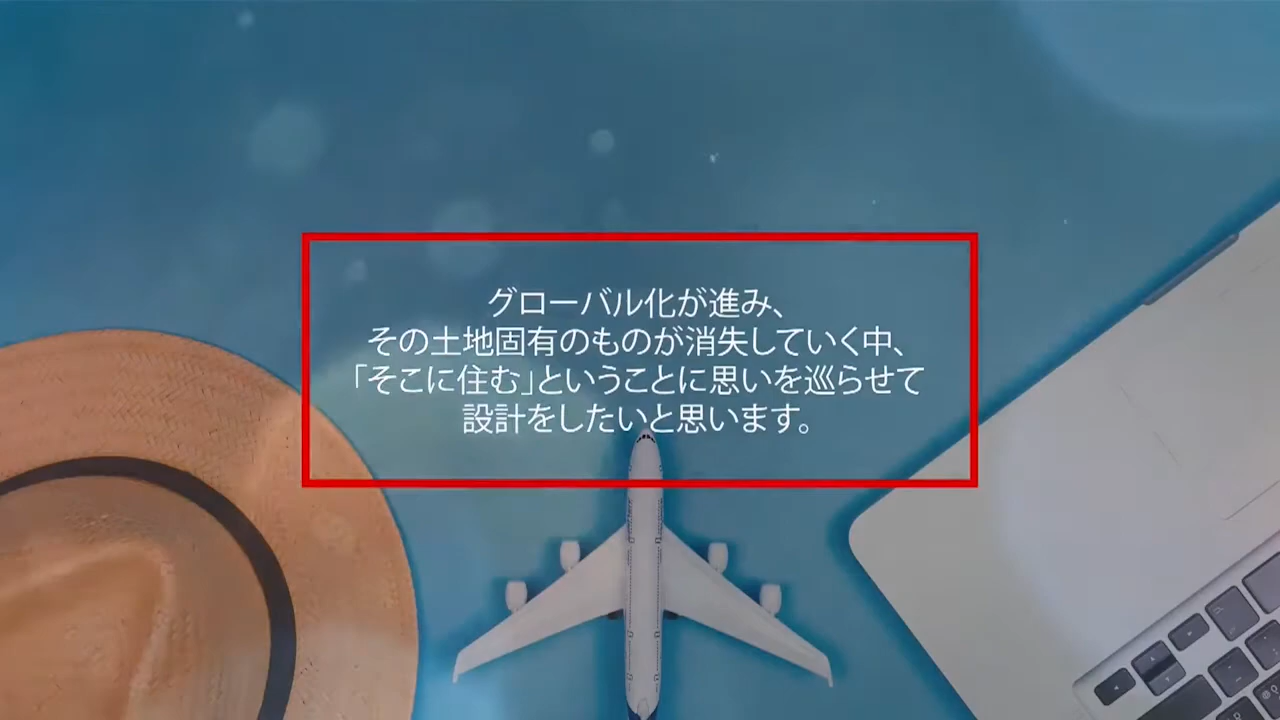 グローバル化が進み、
その土地固有のものが消失していく中、
「そこに住む」ということに思いを巡らせて
設計をしたいと思います。